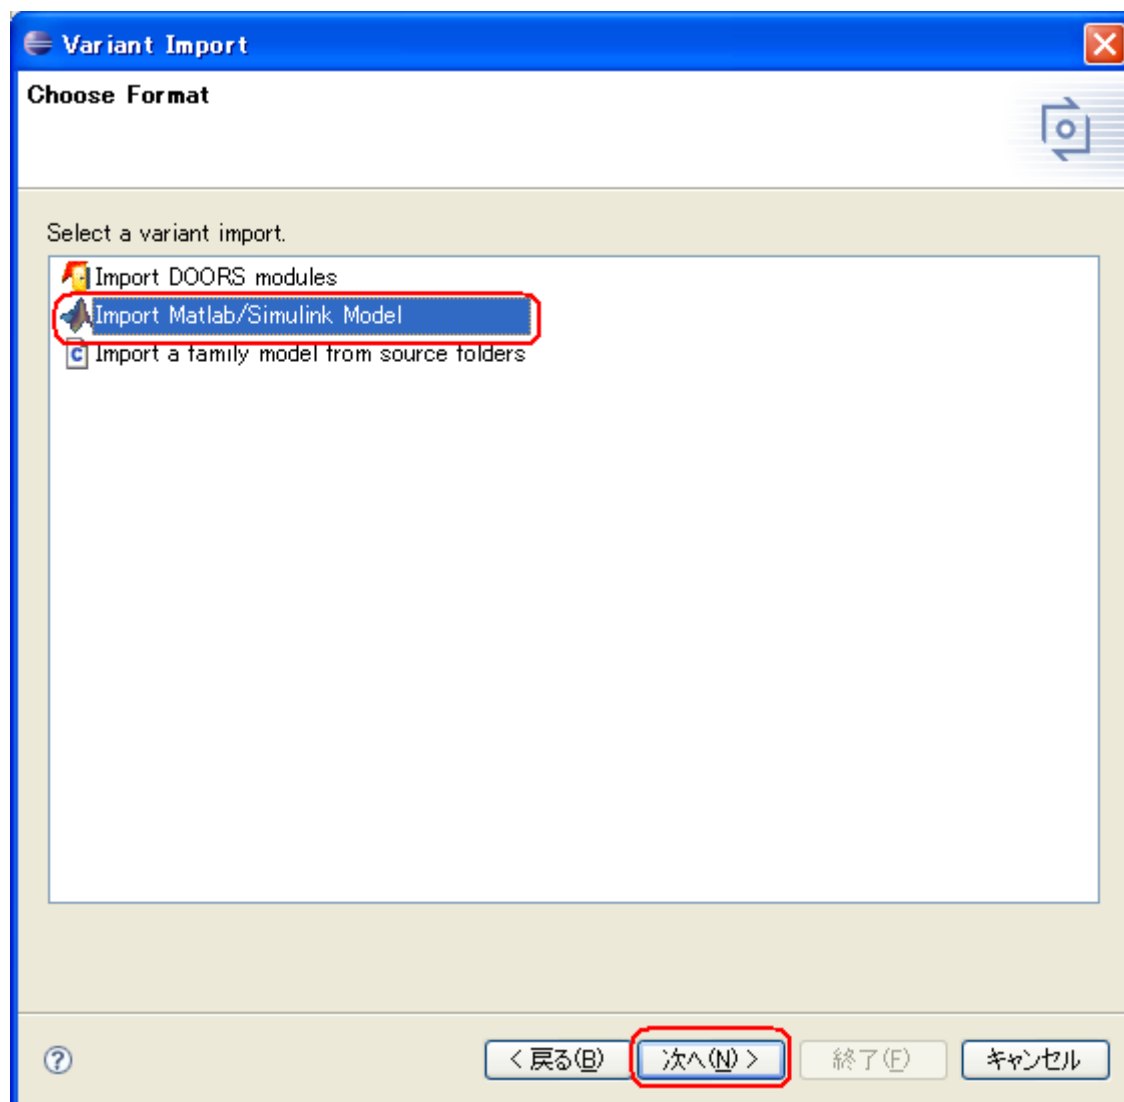 Variant Import
Choose Format
Select a variant import.
Import DOORS modules
Import Matlab/Simulink Model
Import a family model from source folders
< 戻る(B) 次へ(N) > 終了(F) キャンセル